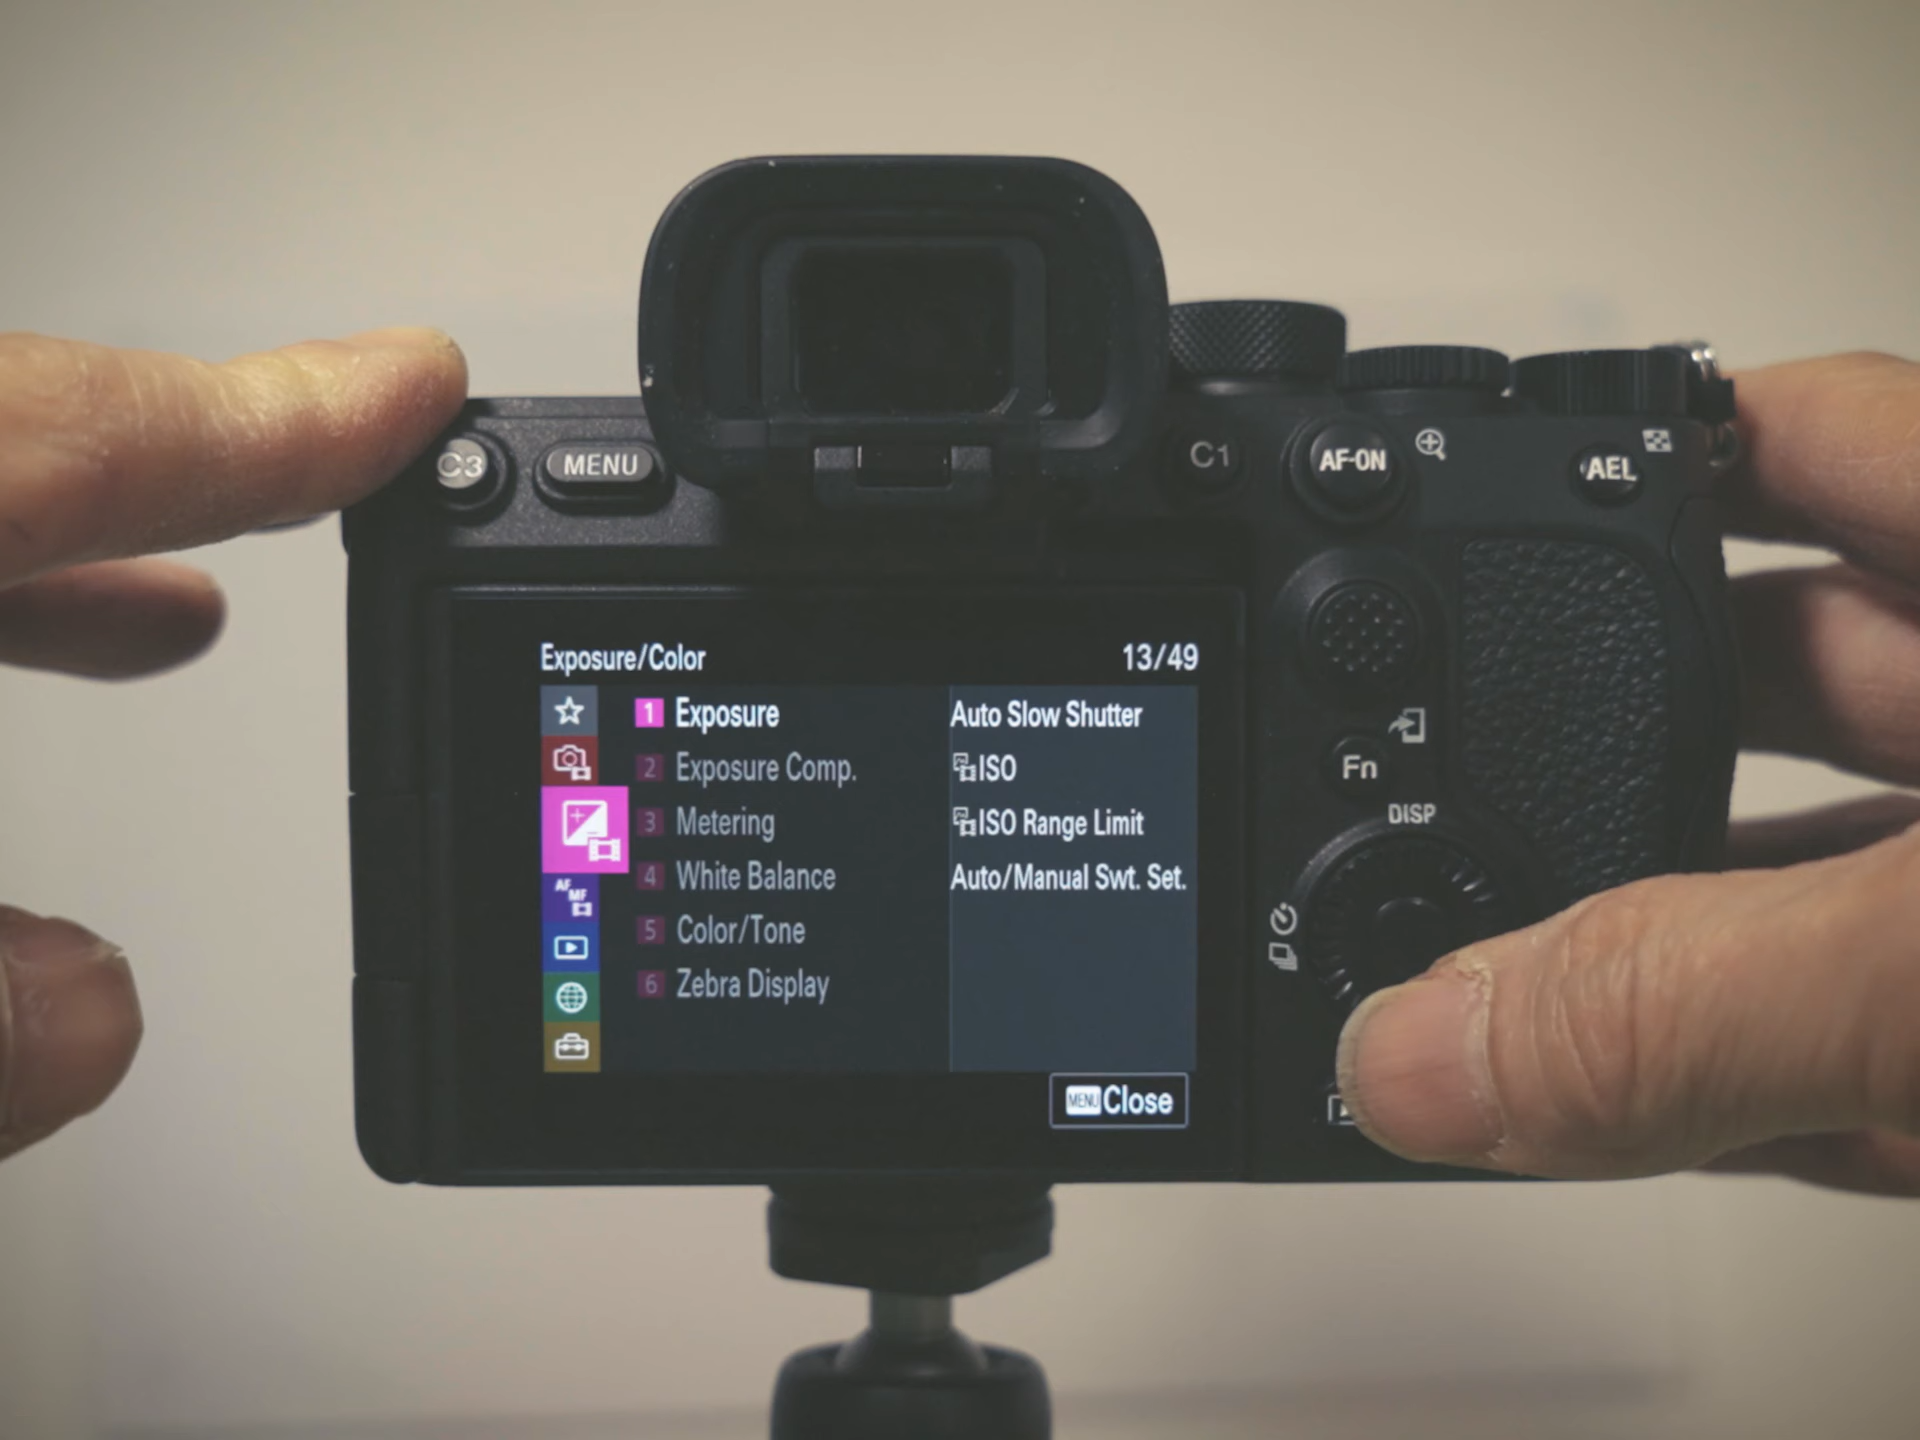 C3
MENU
C1
AF-ON
AEL
Exposure/Color
13/49
1 Exposure
2 Exposure Comp.
3 Metering
4 White Balance
5 Color/Tone
6 Zebra Display
AF
MF
Auto Slow Shutter
ISO
ISO Range Limit
Auto/Manual Swt. Set.
MENU Close
Fn
DISP